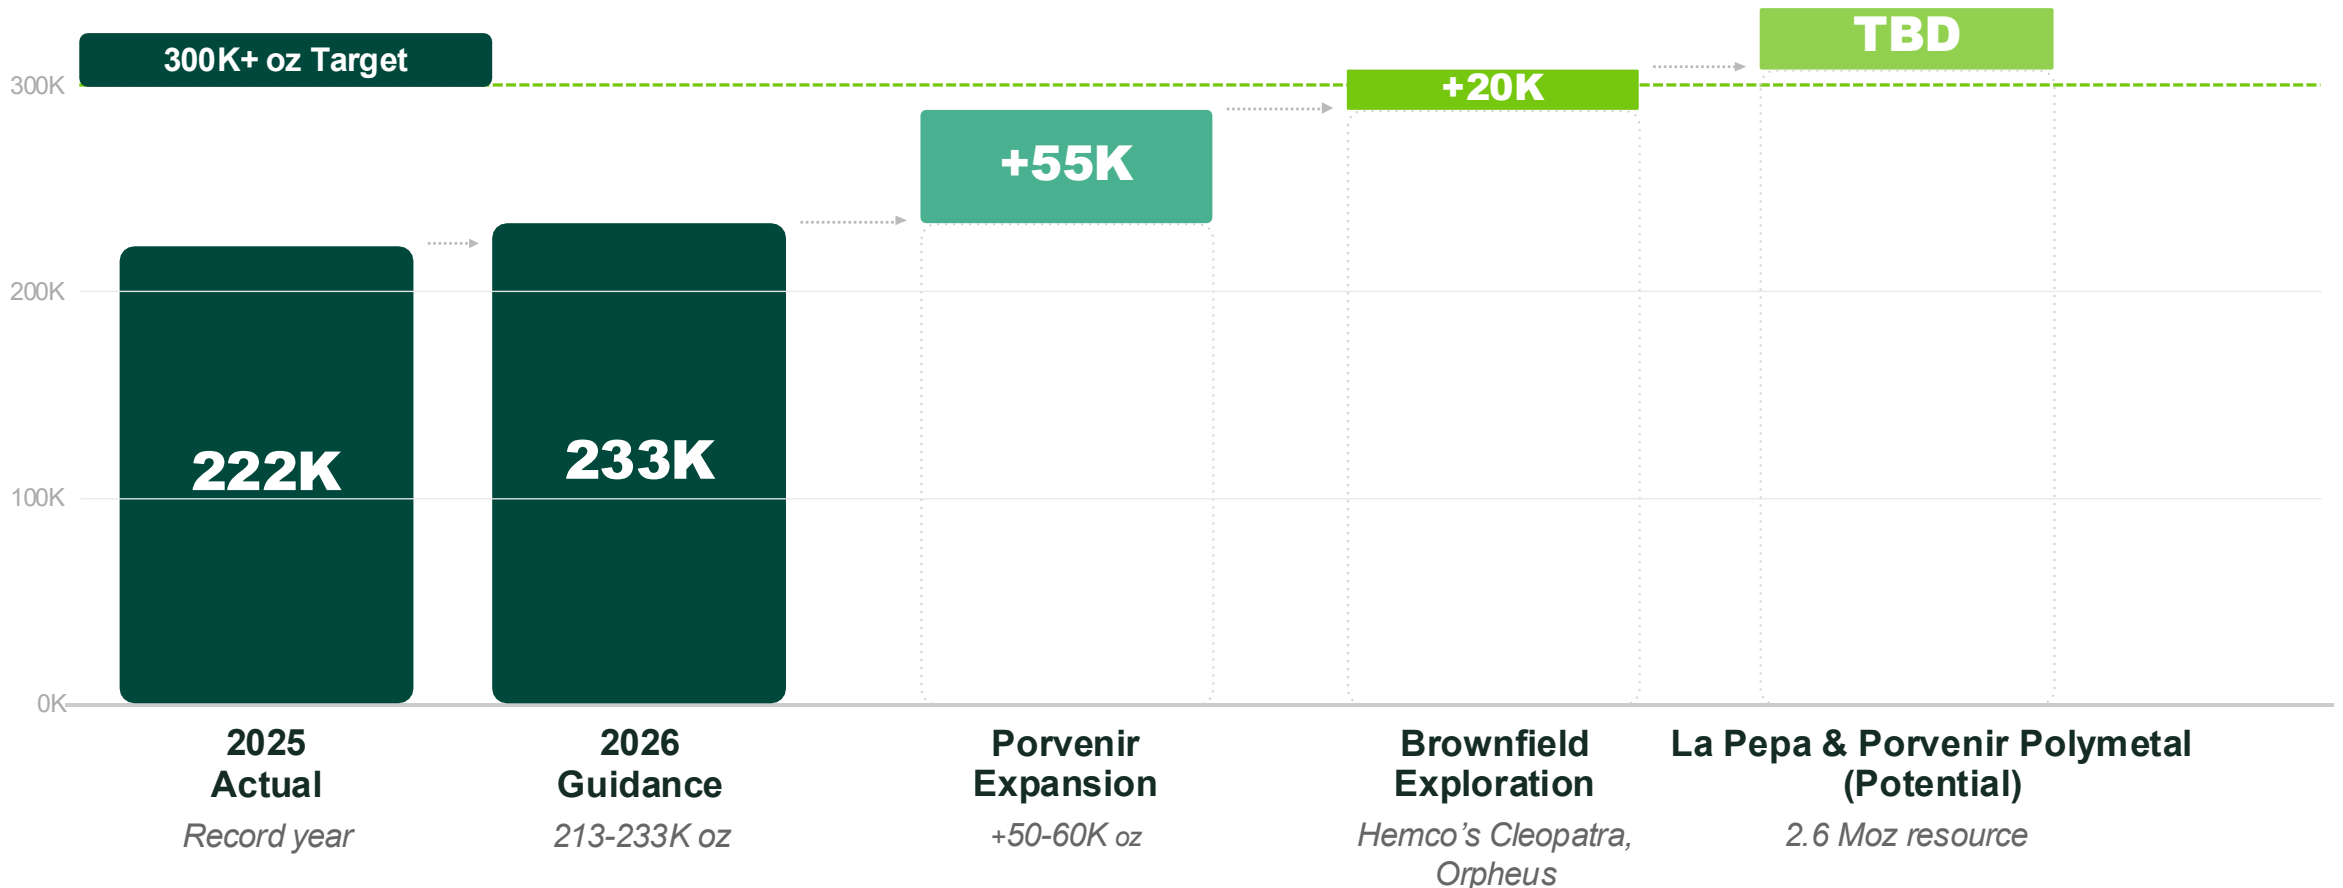 300K+ oz Target
TBD
300K
+20K
+55K
200K
222K
233K
100K
0K
2025
Actual
Record year
2026
Guidance
213-233K oz
Porvenir
Expansion
+50-60K oz
Brownfield
Exploration
Hemco’s Cleopatra,
Orpheus
La Pepa & Porvenir Polymetal
(Potential)
2.6 Moz resource